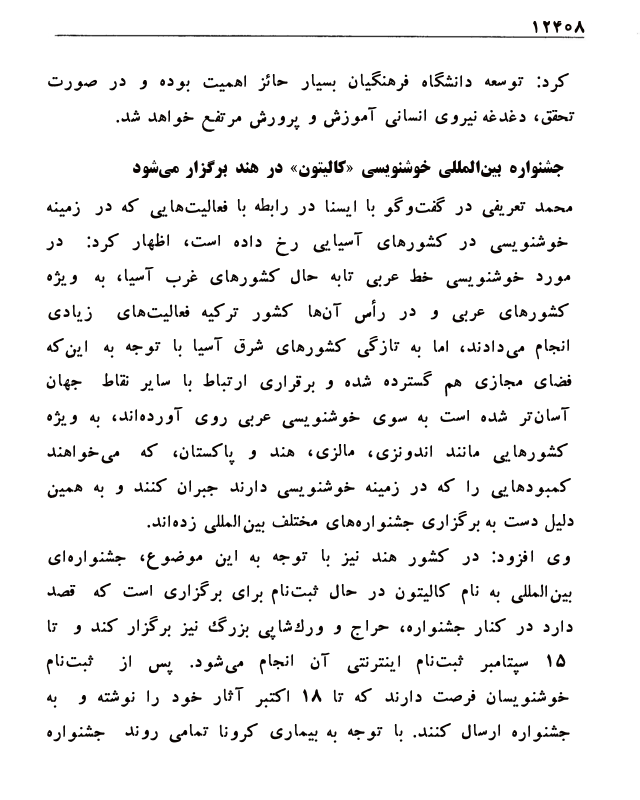 ۱۲۴۰۸
کرد: توسعه دانشگاه فرهنگیان بسیار حائز اهمیت بوده و در صورت
تحقق، دغدغه نیروی انسانی آموزش و پرورش مرتفع خواهد شد.
جشنواره بین‌المللی خوشنویسی «کالیتون» در هند برگزار می‌شود
محمد تعریفی در گفت‌وگو با ایسنا در رابطه با فعالیت‌هایی که در زمینه
خوشنویسی در کشورهای آسیایی رخ داده است، اظهار کرد: در
مورد خوشنویسی خط عربی تابه حال کشورهای غرب آسیا، به ویژه
کشورهای عربی و در رأس آن‌ها کشور ترکیه فعالیت‌های زیادی
انجام می‌دادند، اما به تازگی کشورهای شرق آسیا با توجه به این‌که
فضای مجازی هم گسترده شده و برقراری ارتباط با سایر نقاط جهان
آسان‌تر شده است به سوی خوشنویسی عربی روی آورده‌اند، به ویژه
کشورهایی مانند اندونزی، مالزی، هند و پاکستان، که می‌خواهند
کمبودهایی را که در زمینه خوشنویسی دارند جبران کنند و به همین
دلیل دست به برگزاری جشنواره‌های مختلف بین‌المللی زده‌اند.
وی افزود: در کشور هند نیز با توجه به این موضوع، جشنواره‌ای
بین‌المللی به نام کالیتون در حال ثبت‌نام برای برگزاری است که قصد
دارد در کنار جشنواره، حراج و ورک‌شاپی بزرگ نیز برگزار کند و تا
۱۵ سپتامبر ثبت‌نام اینترنتی آن انجام می‌شود. پس از ثبت‌نام
خوشنویسان فرصت دارند که تا ۱۸ اکتبر آثار خود را نوشته و به
جشنواره ارسال کنند. با توجه به بیماری کرونا تمامی روند جشنواره